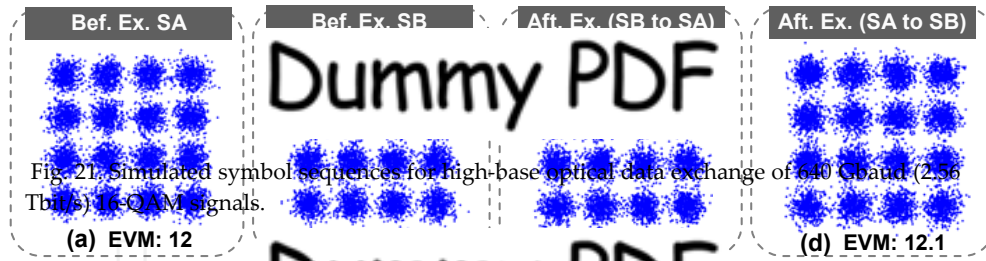 Bef. Ex. SA
Bef. Ex. SB
Aft. Ex. (SB to SA)
Aft. Ex. (SA to SB)
Dummy PDF
Fig. 21. Simulated symbol sequences for high-base optical data exchange of 640 Gbaud (2.56
Tbit/s) 16-QAM signals.
(a) EVM: 12
(d) EVM: 12.1